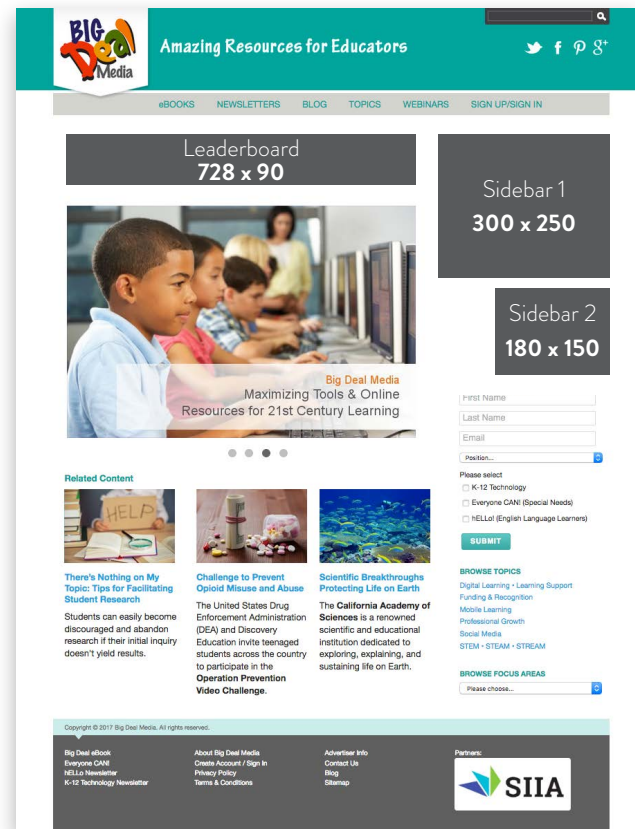 BIG
Deal
Media
Amazing Resources for Educators
eBOOKS NEWSLETTERS BLOG TOPICS WEBINARS SIGN UP/SIGN IN
Leaderboard
728 x 90
Sidebar 1
300 x 250
Sidebar 2
180 x 150
Big Deal Media
Maximizing Tools & Online
Resources for 21st Century Learning
First Name
Last Name
Email
Position...
Please select
K-12 Technology
Everyone CAN! (Special Needs)
hELLo! (English Language Learners)
SUBMIT
Related Content
HELP
There's Nothing on My
Topic: Tips for Facilitating
Student Research
Students can easily become
discouraged and abandon
research if their initial inquiry
doesn't yield results.
Challenge to Prevent
Opioid Misuse and Abuse
The United States Drug
Enforcement Administration
(DEA) and Discovery
Education invite teenaged
students across the country
to participate in the
Operation Prevention
Video Challenge.
Scientific Breakthroughs
Protecting Life on Earth
The California Academy of
Sciences is a renowned
scientific and educational
institution dedicated to
exploring, explaining, and
sustaining life on Earth.
BROWSE TOPICS
Digital Learning • Learning Support
Funding & Recognition
Mobile Learning
Professional Growth
Social Media
STEM • STEAM • STREAM
BROWSE FOCUS AREAS
Please choose...
Copyright © 2017 Big Deal Media, All rights reserved.
Big Deal eBook
Everyone CAN!
hELLo Newsletter
K-12 Technology Newsletter
About Big Deal Media
Create Account / Sign In
Privacy Policy
Terms & Conditions
Advertiser Info
Contact Us
Blog
Sitemap
Partners:
SIIA